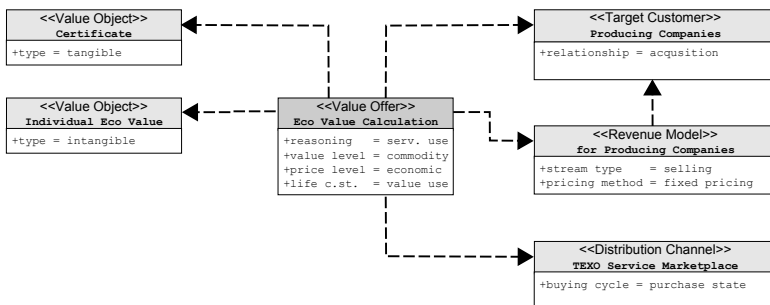 <<Value Object>>
Certificate
+type = tangible
<<Value Object>>
Individual Eco Value
+type = intangible
<<Value Offer>>
Eco Value Calculation
+reasoning   = serv. use
+value level = commodity
+price level = economic
+life c.st.  = value use
<<Target Customer>>
Producing Companies
+relationship = acqusition
<<Revenue Model>>
for Producing Companies
+stream type    = selling
+pricing method = fixed pricing
<<Distribution Channel>>
TEXO Service Marketplace
+buying cycle = purchase state